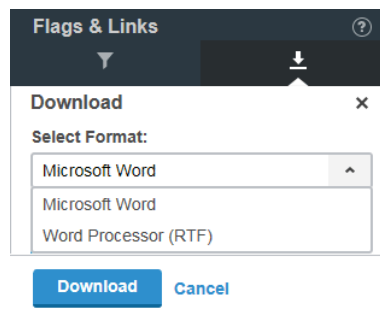 Flags & Links ?
Download
Select Format:
Microsoft Word
Microsoft Word
Word Processor (RTF)
Download Cancel